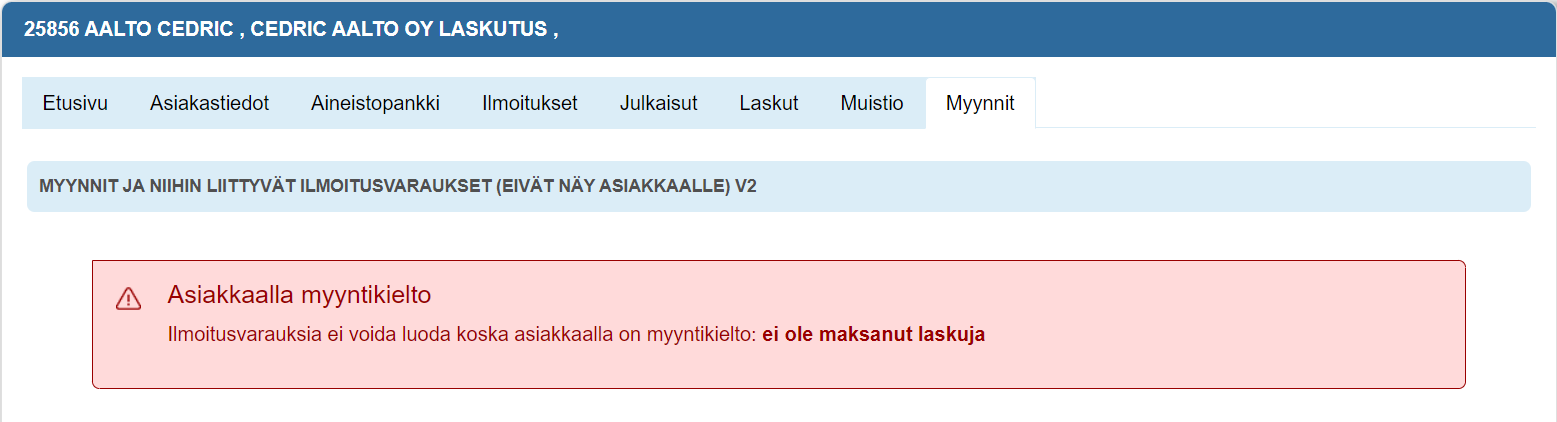 25856 AALTO CEDRIC , CEDRIC AALTO OY LASKUTUS ,
Etusivu Asiakastiedot Aineistopankki Ilmoitukset Julkaisut Laskut Muistio Myynnit
MYYNNIT JA NIIHIN LIITTYVÄT ILMOITUSVARAUKSET (EIVÄT NÄY ASIAKKAALLE) V2
Asiakkaalla myyntikielto
Ilmoitusvarauksia ei voida luoda koska asiakkaalla on myyntikielto: ei ole maksanut laskuja